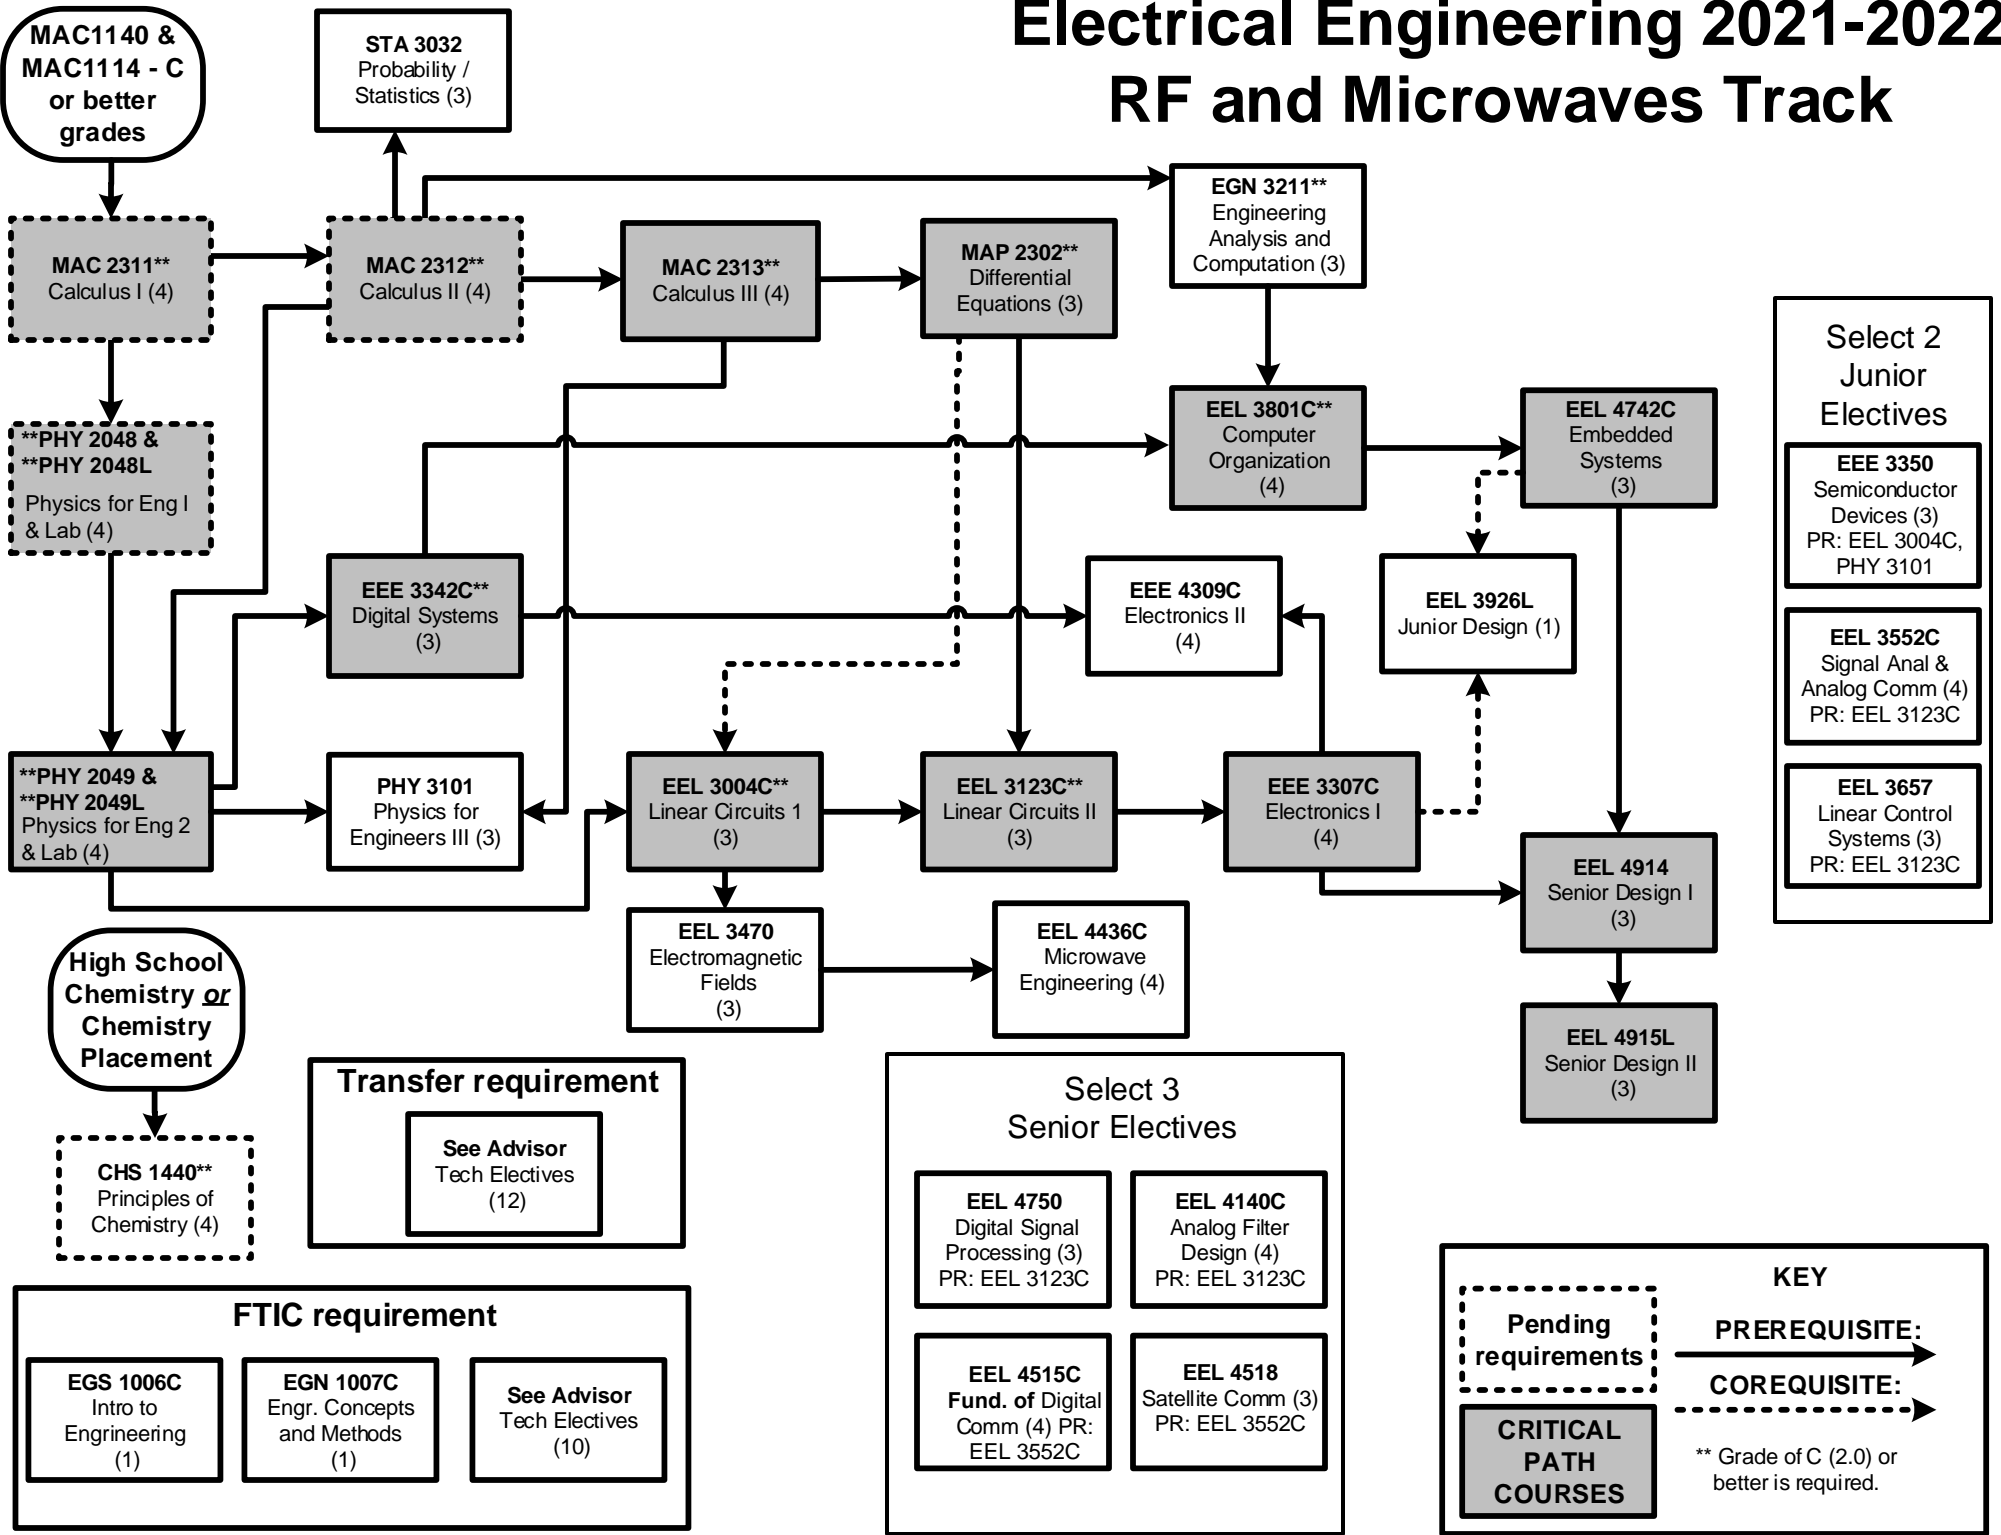 Electrical Engineering 2021-2022
RF and Microwaves Track
MAC1140 &
MAC1114 - C
or better
grades
STA 3032
Probability /
Statistics (3)
EGN 3211**
Engineering
Analysis and
Computation (3)
MAC 2311**
Calculus I (4)
MAC 2312**
Calculus II (4)
MAC 2313**
Calculus III (4)
MAP 2302**
Differential
Equations (3)
**PHY 2048 &
**PHY 2048L
Physics for Eng I
& Lab (4)
EEL 3801C**
Computer
Organization
(4)
EEL 4742C
Embedded
Systems
(3)
EEE 3342C**
Digital Systems
(3)
EEE 4309C
Electronics II
(4)
EEL 3926L
Junior Design (1)
**PHY 2049 &
**PHY 2049L
Physics for Eng 2
& Lab (4)
PHY 3101
Physics for
Engineers III (3)
EEL 3004C**
Linear Circuits 1
(3)
EEL 3123C**
Linear Circuits II
(3)
EEE 3307C
Electronics I
(4)
EEL 4914
Senior Design I
(3)
EEL 3470
Electromagnetic
Fields
(3)
EEL 4436C
Microwave
Engineering (4)
EEL 4915L
Senior Design II
(3)
Select 2
Junior
Electives
EEE 3350
Semiconductor
Devices (3)
PR: EEL 3004C,
PHY 3101
EEL 3552C
Signal Anal &
Analog Comm (4)
PR: EEL 3123C
EEL 3657
Linear Control
Systems (3)
PR: EEL 3123C
High School
Chemistry or
Chemistry
Placement
CHS 1440**
Principles of
Chemistry (4)
Transfer requirement
See Advisor
Tech Electives
(12)
FTIC requirement
EGS 1006C
Intro to
Engrineering
(1)
EGN 1007C
Engr. Concepts
and Methods
(1)
See Advisor
Tech Electives
(10)
Select 3
Senior Electives
EEL 4750
Digital Signal
Processing (3)
PR: EEL 3123C
EEL 4140C
Analog Filter
Design (4)
PR: EEL 3123C
EEL 4515C
Fund. of Digital
Comm (4) PR:
EEL 3552C
EEL 4518
Satellite Comm (3)
PR: EEL 3552C
KEY
Pending
requirements
PREREQUISITE:
COREQUISITE:
CRITICAL
PATH
COURSES
** Grade of C (2.0) or
better is required.